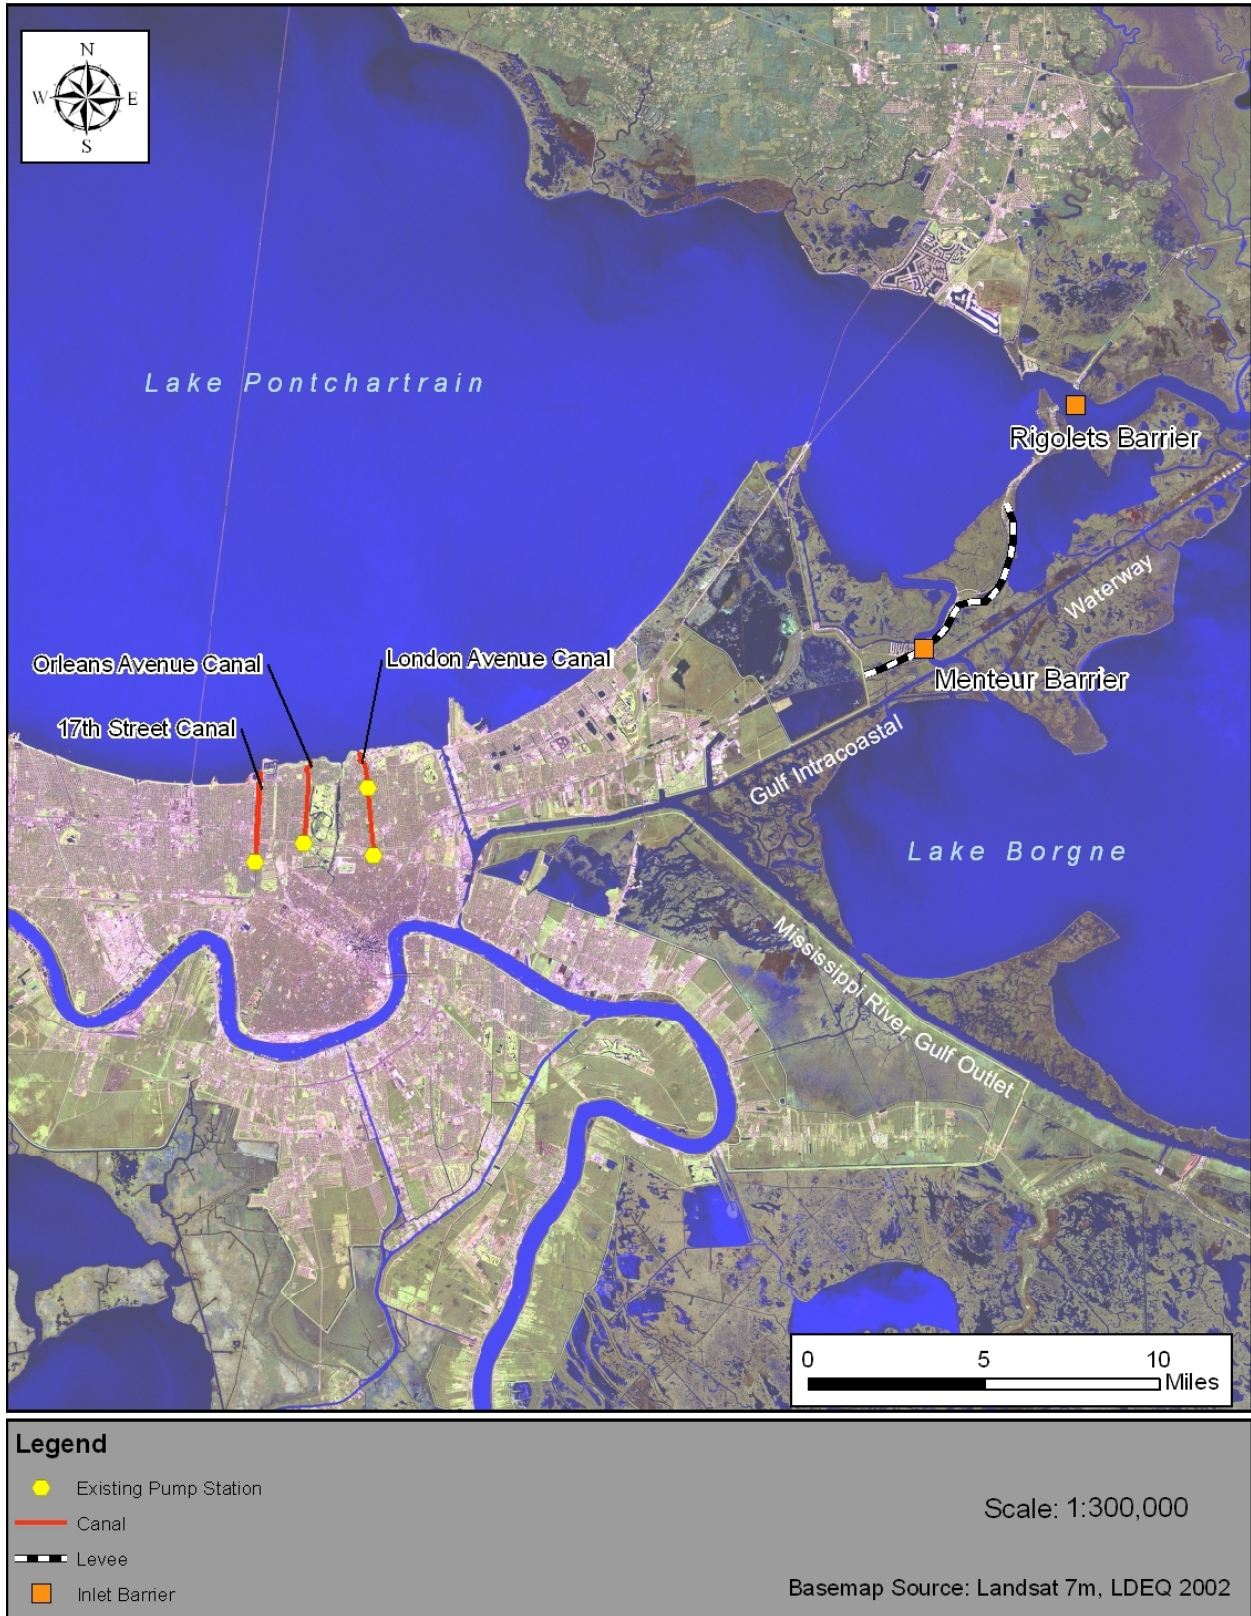 N
W E
S
Lake Pontchartrain
Rigolets Barrier
Waterway
Orleans Avenue Canal
London Avenue Canal
Menteur Barrier
17th Street Canal
Gulf Intracoastal
Lake Borgne
Mississippi River Gulf Outlet
0 5 10
Miles
Legend
Existing Pump Station
Canal
Levee
Inlet Barrier
Scale: 1:300,000
Basemap Source: Landsat 7m, LDEQ 2002